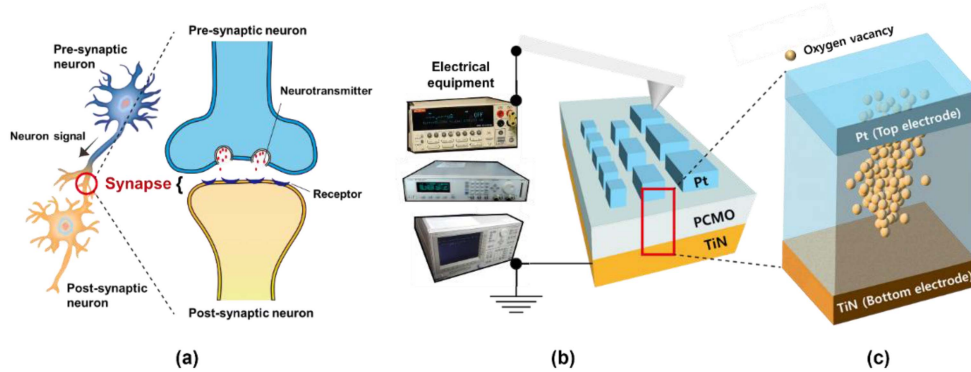 Pre-synaptic neuron
Pre-synaptic
neuron
Neurotransmitter
Neuron signal
Synapse {
Receptor
Post-synaptic
neuron
Post-synaptic neuron
(a)
Electrical
equipment
Pt
PCMO
TiN
(b)
Oxygen vacancy
Pt (Top electrode)
TiN (Bottom electrode)
(c)